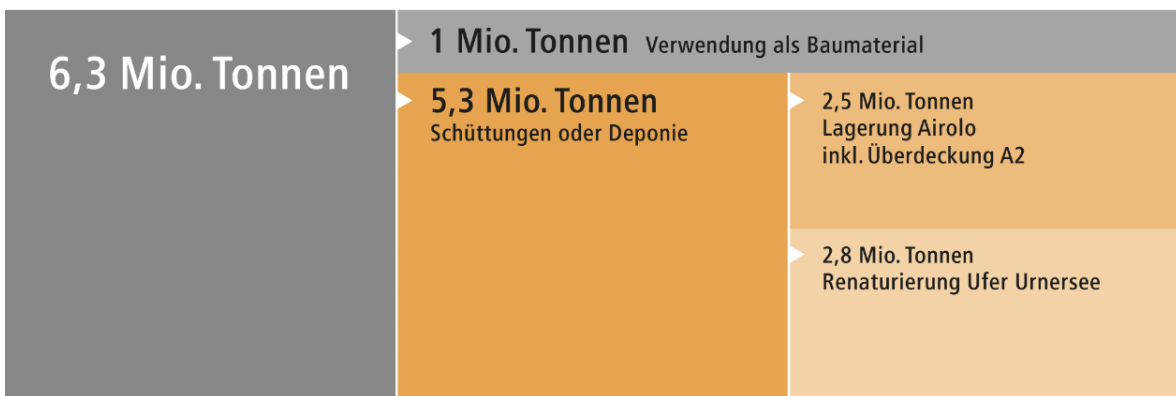 6,3 Mio. Tonnen
1 Mio. Tonnen Verwendung als Baumaterial
5,3 Mio. Tonnen
Schüttungen oder Deponie
2,5 Mio. Tonnen
Lagerung Airolo
inkl. Überdeckung A2
2,8 Mio. Tonnen
Renaturierung Ufer Urnersee